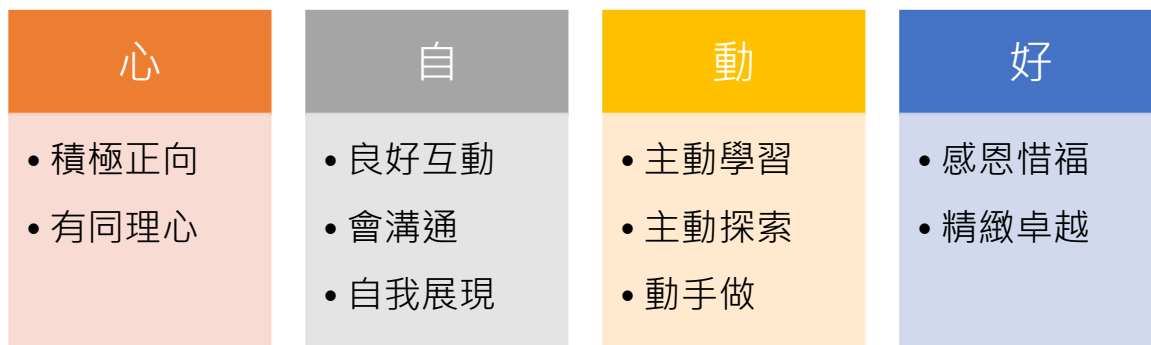 心
• 積極正向
• 有同理心
自
• 良好互動
• 會溝通
• 自我展現
動
• 主動學習
• 主動探索
• 動手做
好
• 感恩惜福
• 精緻卓越